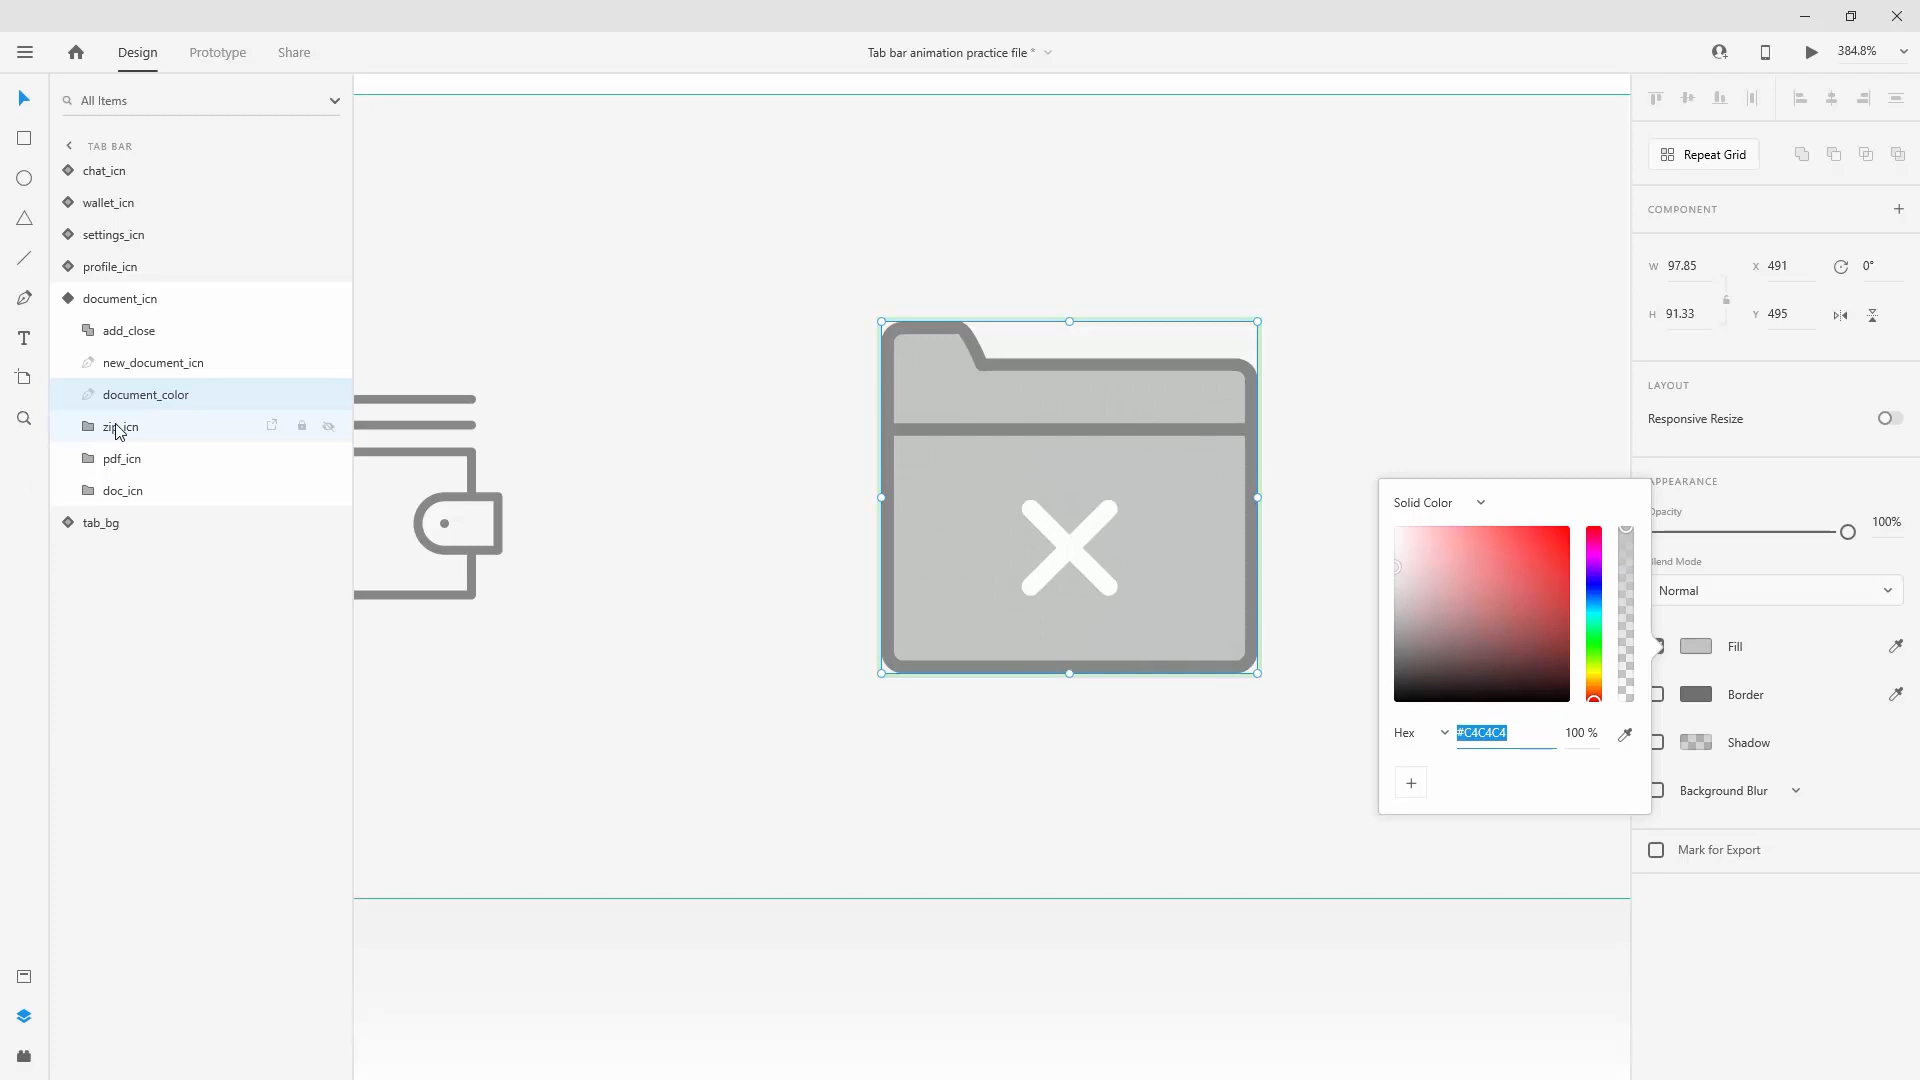 Design
Prototype
Share
Tab bar animation practice file *
384.8%
All Items
TAB BAR
chat_icn
wallet_icn
settings_icn
profile_icn
document_icn
add_close
new_document_icn
document_color
zip_icn
pdf_icn
doc_icn
tab_bg
Repeat Grid
COMPONENT
W 97.85 X 491 0°
H 91.33 Y 495
LAYOUT
Responsive Resize
APPEARANCE
Opacity
100%
Blend Mode
Normal
Fill
Border
Shadow
Background Blur
Mark for Export
Solid Color
Hex #C4C4C4 100 %